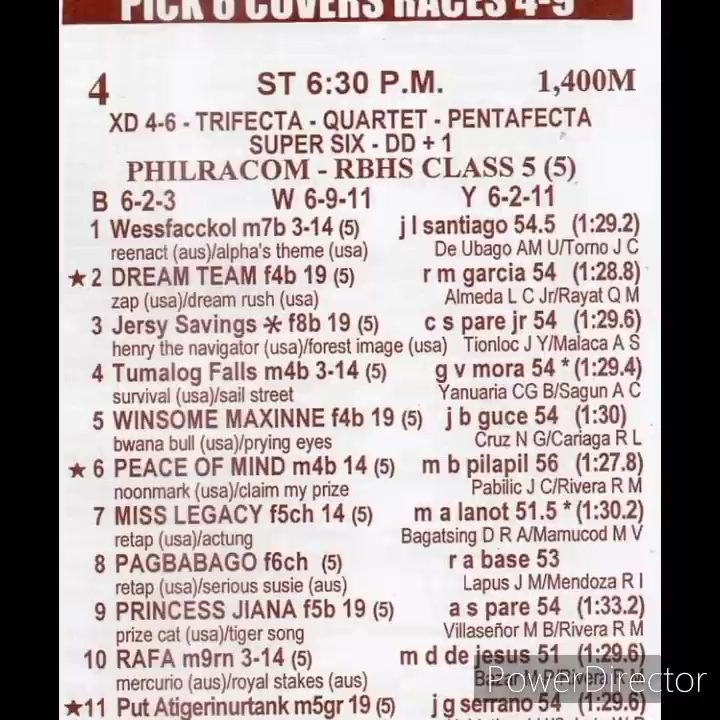 PICK 6 COVERS RACES 4-9
4 ST 6:30 P.M. 1,400M
XD 4-6 - TRIFECTA - QUARTET - PENTAFECTA
SUPER SIX - DD + 1
PHILRACOM - RBHS CLASS 5 (5)
B 6-2-3 W 6-9-11 Y 6-2-11
1 Wessfacckol m7b 3-14 (5) j l santiago 54.5 (1:29.2)
reenact (aus)/alpha's theme (usa) De Ubago AM U/Torno J C
★ 2 DREAM TEAM f4b 19 (5) r m garcia 54 (1:28.8)
zap (usa)/dream rush (usa) Almeda L C Jr/Rayat Q M
3 Jersy Savings * f8b 19 (5) c s pare jr 54 (1:29.6)
henry the navigator (usa)/forest image (usa) Tionloc J Y/Malaca A S
4 Tumalog Falls m4b 3-14 (5) g v mora 54 * (1:29.4)
survival (usa)/sail street Yanuaria CG B/Sagun A C
5 WINSOME MAXINNE f4b 19 (5) j b guce 54 (1:30)
bwana bull (usa)/prying eyes Cruz N G/Cariaga R L
★ 6 PEACE OF MIND m4b 14 (5) m b pilapil 56 (1:27.8)
noonmark (usa)/claim my prize Pabilic J C/Rivera R M
7 MISS LEGACY f5ch 14 (5) m a lanot 51.5 * (1:30.2)
retap (usa)/actung Bagatsing D R A/Mamucod M V
8 PAGBABAGO f6ch (5) r a base 53
retap (usa)/serious susie (aus) Lapus J M/Mendoza R I
9 PRINCESS JIANA f5b 19 (5) a s pare 54 (1:33.2)
prize cat (usa)/tiger song Villaseñor M B/Rivera R M
10 RAFA m9rn 3-14 (5) m d de jesus 51 (1:29.6)
mercurio (aus)/royal stakes (aus)
PowerDirector
★ 11 Put Atigerinurtank m5gr 19 (5) j g serrano 54 (1:29.6)